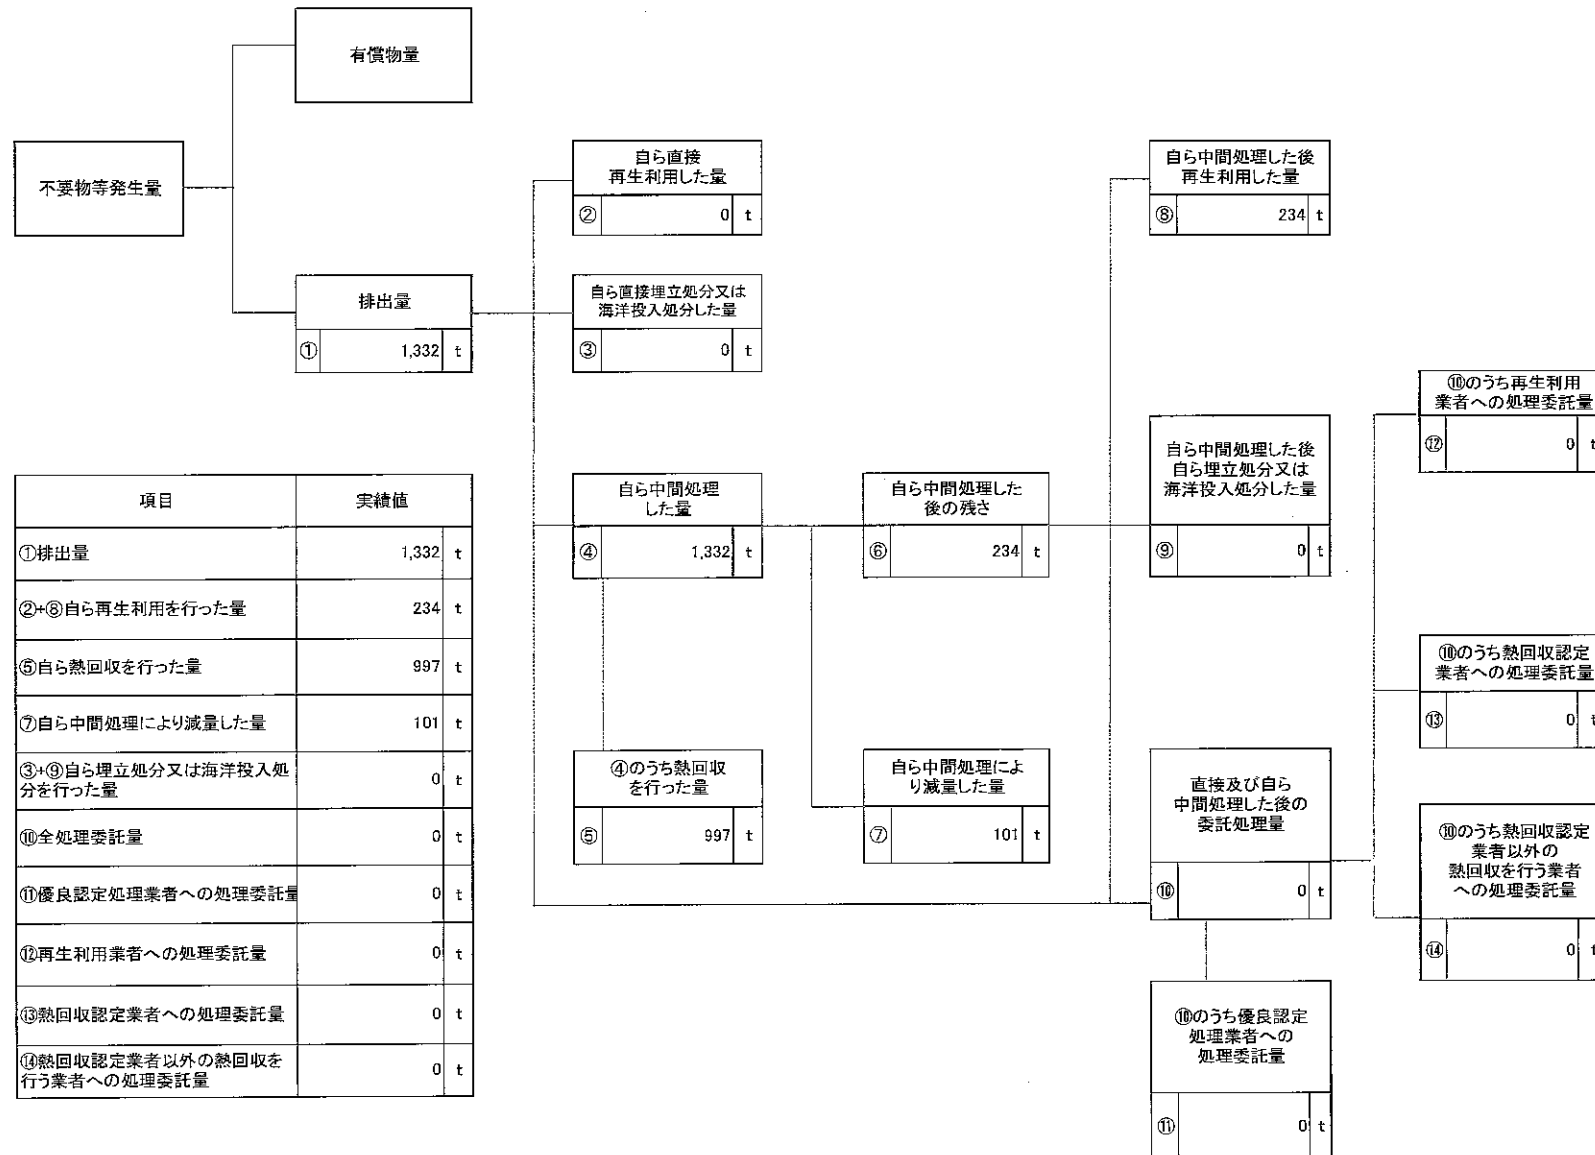 有償物量
不要物等発生量
排出量
① 1,332 t
自ら直接
再生利用した量
② 0 t
自ら直接埋立処分又は
海洋投入処分した量
③ 0 t
自ら中間処理
した量
④ 1,332 t
④のうち熱回収
を行った量
⑤ 997 t
自ら中間処理した
後の残さ
⑥ 234 t
自ら中間処理によ
り減量した量
⑦ 101 t
自ら中間処理した後
再生利用した量
⑧ 234 t
自ら中間処理した後
自ら埋立処分又は
海洋投入処分した量
⑨ 0 t
直接及び自ら
中間処理した後の
委託処理量
⑩ 0 t
⑩のうち優良認定
処理業者への
処理委託量
⑪ 0 t
⑩のうち再生利用
業者への処理委託量
⑫ 0 t
⑩のうち熱回収認定
業者への処理委託量
⑬ 0 t
⑩のうち熱回収認定
業者以外の
熱回収を行う業者
への処理委託量
⑭ 0 t
項目 実績値
①排出量 1,332 t
②+⑧自ら再生利用を行った量 234 t
⑤自ら熱回収を行った量 997 t
⑦自ら中間処理により減量した量 101 t
③+⑨自ら埋立処分又は海洋投入処
分を行った量 0 t
⑩全処理委託量 0 t
⑪優良認定処理業者への処理委託量 0 t
⑫再生利用業者への処理委託量 0 t
⑬熱回収認定業者への処理委託量 0 t
⑭熱回収認定業者以外の熱回収を
行う業者への処理委託量 0 t